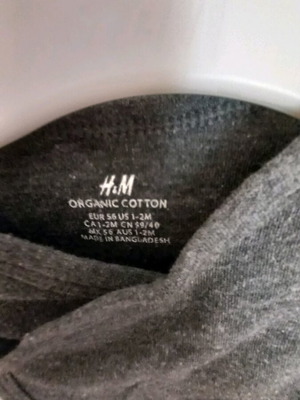 H&M
ORGANIC COTTON
EUR 56 US 1-2M
CA 1-2M CN 59/40
MX 56 AUS 1-2M
MADE IN BANGLADESH